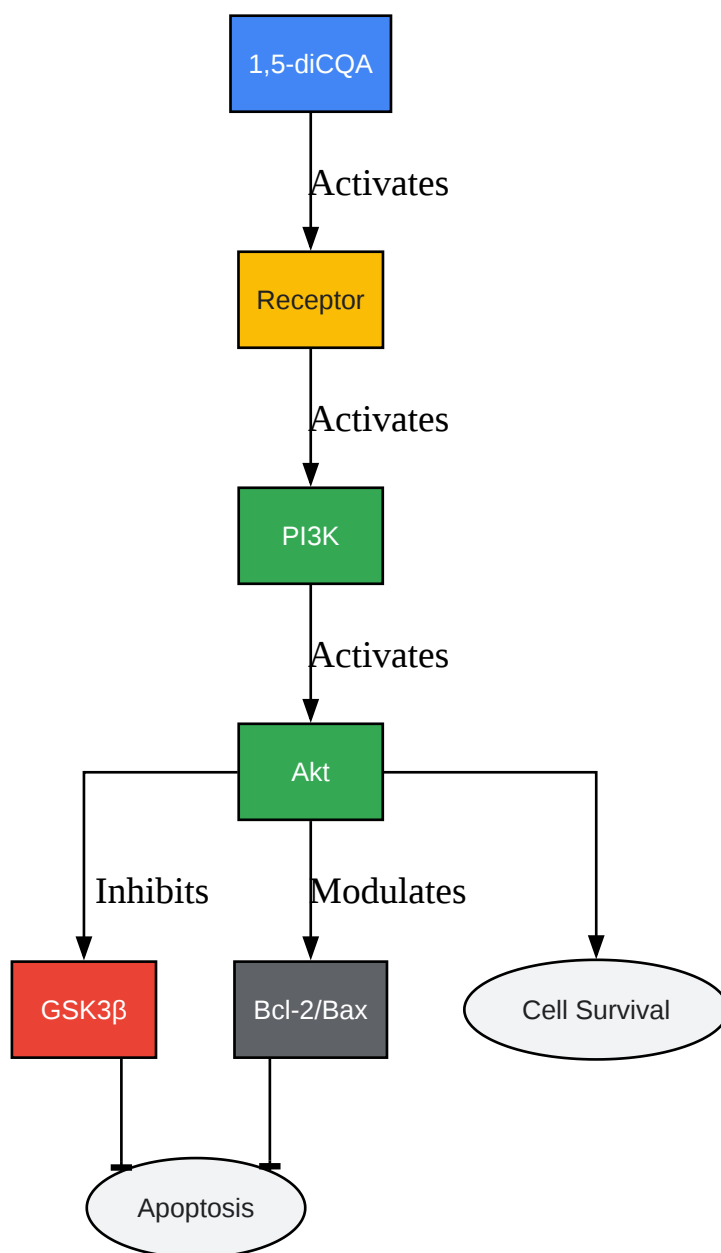 1,5-diCQA
Activates
Receptor
Activates
PI3K
Activates
Akt
Inhibits
Modulates
GSK3β
Bcl-2/Bax
Cell Survival
Apoptosis